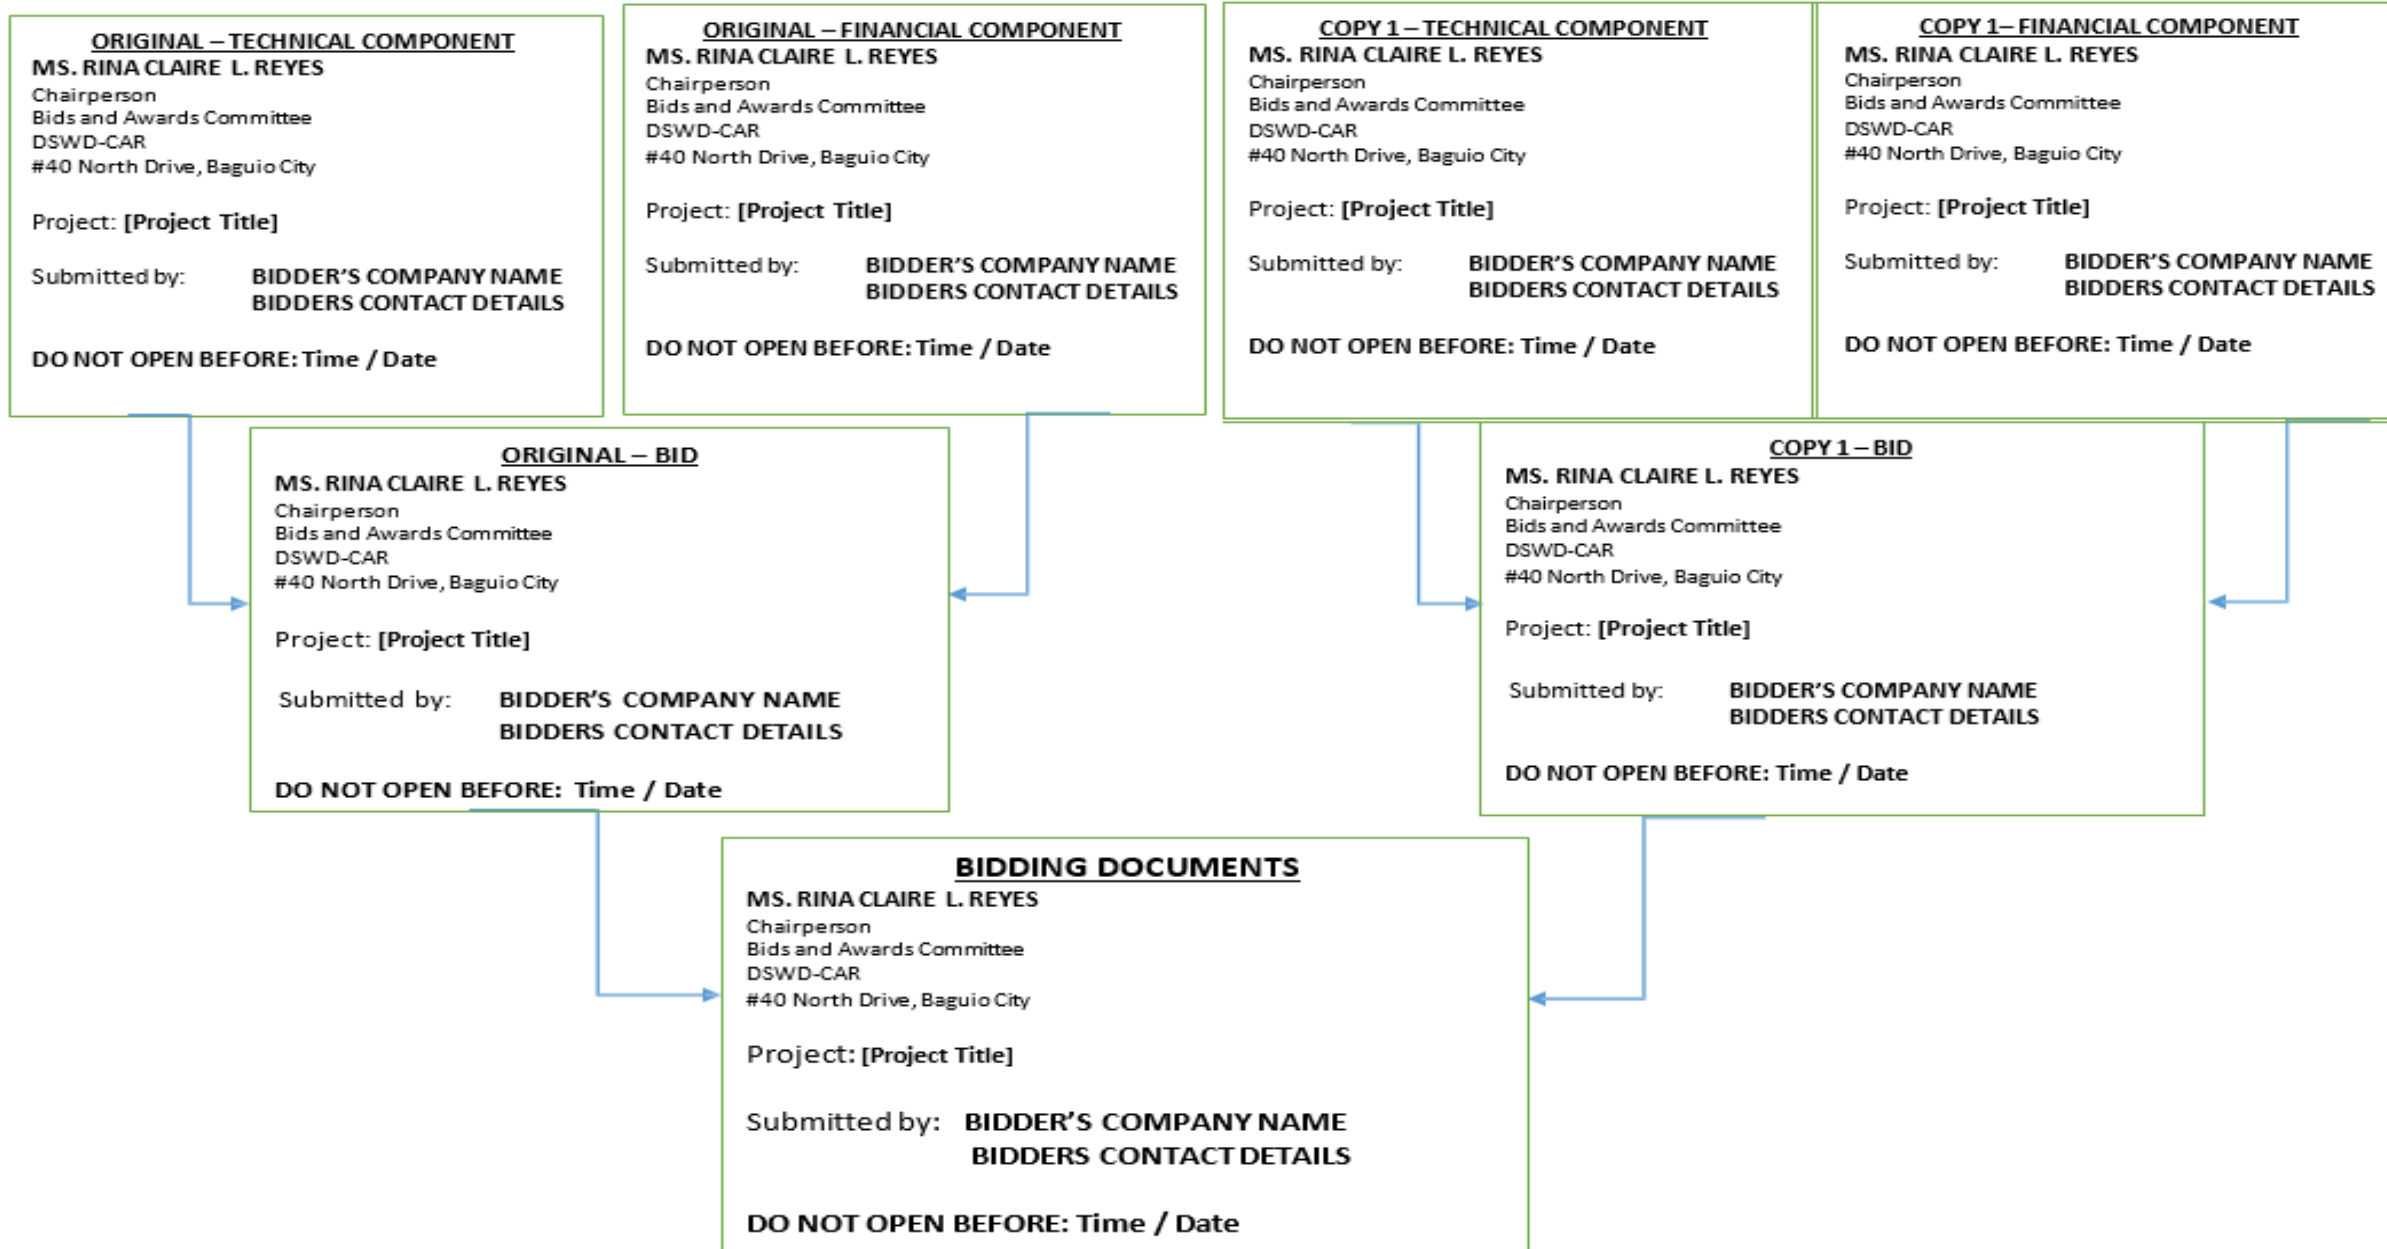 ORIGINAL – TECHNICAL COMPONENT
MS. RINA CLAIRE L. REYES
Chairperson
Bids and Awards Committee
DSWD-CAR
#40 North Drive, Baguio City
Project: [Project Title]
Submitted by: BIDDER’S COMPANY NAME
BIDDERS CONTACT DETAILS
DO NOT OPEN BEFORE: Time / Date
ORIGINAL – FINANCIAL COMPONENT
MS. RINA CLAIRE L. REYES
Chairperson
Bids and Awards Committee
DSWD-CAR
#40 North Drive, Baguio City
Project: [Project Title]
Submitted by: BIDDER’S COMPANY NAME
BIDDERS CONTACT DETAILS
DO NOT OPEN BEFORE: Time / Date
COPY 1 – TECHNICAL COMPONENT
MS. RINA CLAIRE L. REYES
Chairperson
Bids and Awards Committee
DSWD-CAR
#40 North Drive, Baguio City
Project: [Project Title]
Submitted by: BIDDER’S COMPANY NAME
BIDDERS CONTACT DETAILS
DO NOT OPEN BEFORE: Time / Date
COPY 1– FINANCIAL COMPONENT
MS. RINA CLAIRE L. REYES
Chairperson
Bids and Awards Committee
DSWD-CAR
#40 North Drive, Baguio City
Project: [Project Title]
Submitted by: BIDDER’S COMPANY NAME
BIDDERS CONTACT DETAILS
DO NOT OPEN BEFORE: Time / Date
ORIGINAL – BID
MS. RINA CLAIRE L. REYES
Chairperson
Bids and Awards Committee
DSWD-CAR
#40 North Drive, Baguio City
Project: [Project Title]
Submitted by: BIDDER’S COMPANY NAME
BIDDERS CONTACT DETAILS
DO NOT OPEN BEFORE: Time / Date
COPY 1 – BID
MS. RINA CLAIRE L. REYES
Chairperson
Bids and Awards Committee
DSWD-CAR
#40 North Drive, Baguio City
Project: [Project Title]
Submitted by: BIDDER’S COMPANY NAME
BIDDERS CONTACT DETAILS
DO NOT OPEN BEFORE: Time / Date
BIDDING DOCUMENTS
MS. RINA CLAIRE L. REYES
Chairperson
Bids and Awards Committee
DSWD-CAR
#40 North Drive, Baguio City
Project: [Project Title]
Submitted by: BIDDER’S COMPANY NAME
BIDDERS CONTACT DETAILS
DO NOT OPEN BEFORE: Time / Date